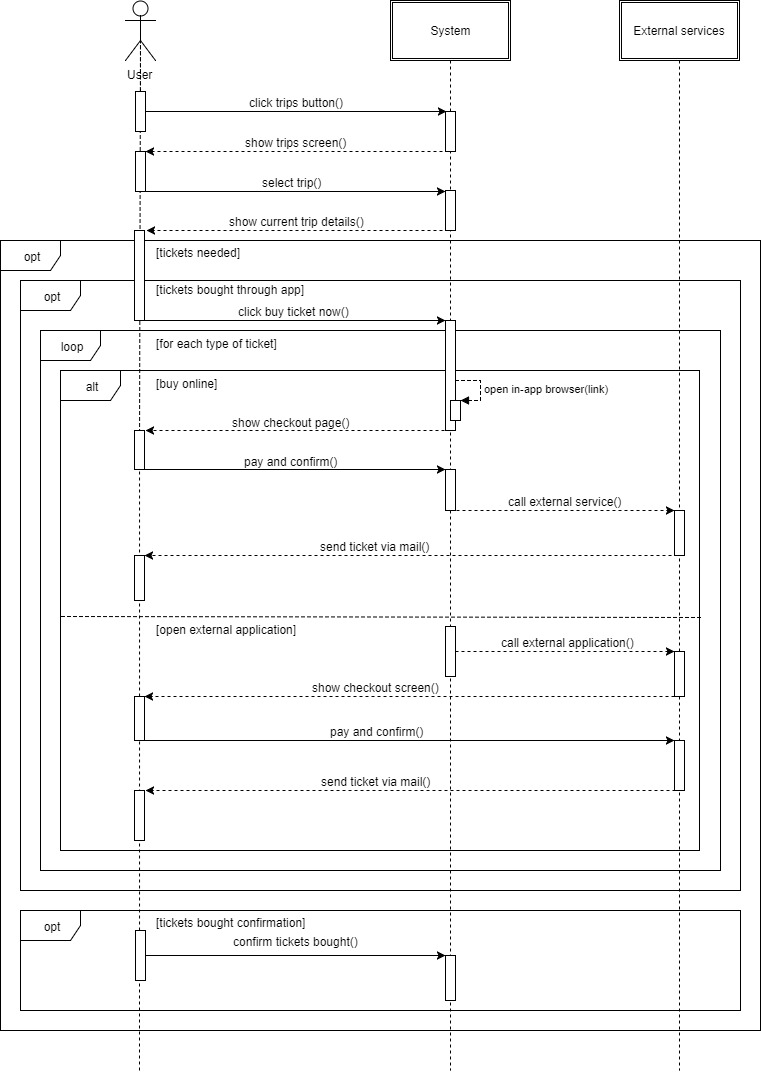 System
External services
User
click trips button()
show trips screen()
select trip()
show current trip details()
opt
[tickets needed]
opt
[tickets bought through app]
click buy ticket now()
loop
[for each type of ticket]
alt
[buy online]
open in-app browser(link)
show checkout page()
pay and confirm()
call external service()
send ticket via mail()
[open external application]
call external application()
show checkout screen()
pay and confirm()
send ticket via mail()
opt
[tickets bought confirmation]
confirm tickets bought()